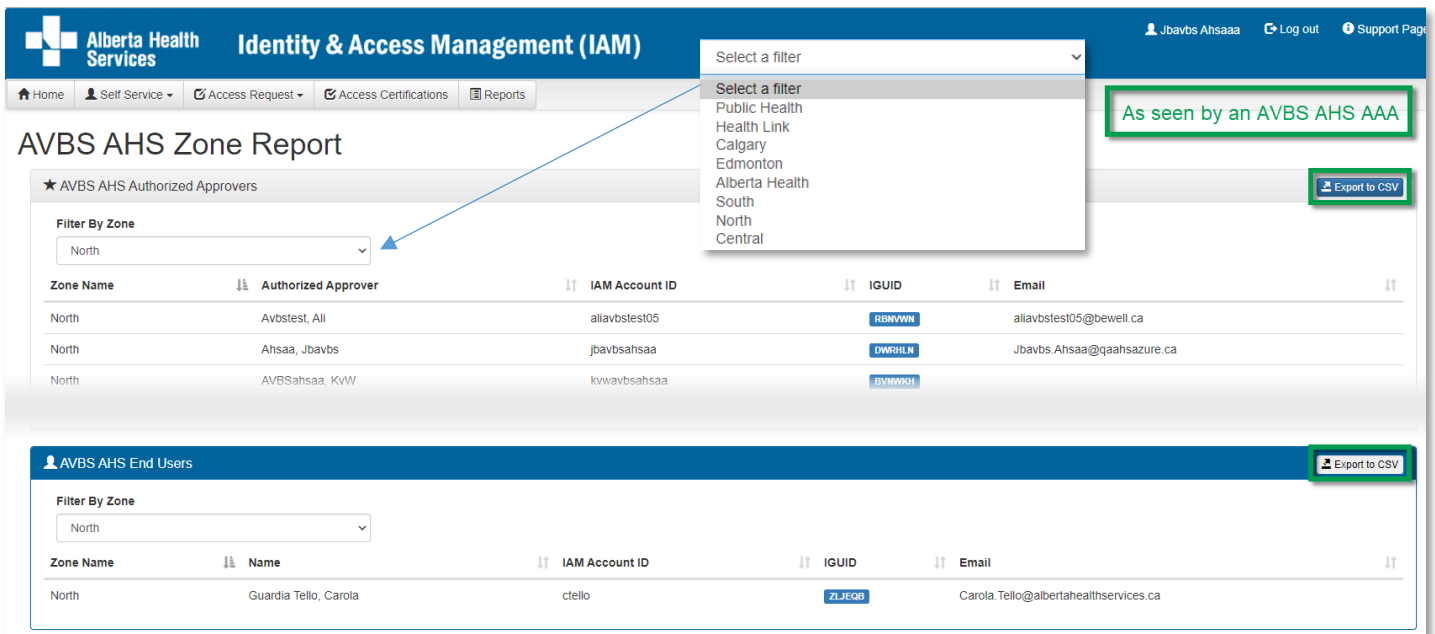 Alberta Health
Services
Identity & Access Management (IAM)
Jbavbs Ahsaaa Log out Support Page
Select a filter
Select a filter
Public Health
Health Link
Calgary
Edmonton
Alberta Health
South
North
Central
Home Self Service Access Request Access Certifications Reports
As seen by an AVBS AHS AAA
AVBS AHS Zone Report
AVBS AHS Authorized Approvers Export to CSV
Filter By Zone
North
Zone Name Authorized Approver IAM Account ID IGUID Email
North Avbstest, Ali aliavbstest05 RBNVWN aliavbstest05@bewell.ca
North Ahsaa, Jbavbs jbavbsahsaa DWRHLN Jbavbs.Ahsaa@qaahsazure.ca
North AVBSahsaa, KvW kvwavbsahsaa BVNWKH
AVBS AHS End Users Export to CSV
Filter By Zone
North
Zone Name Name IAM Account ID IGUID Email
North Guardia Tello, Carola ctello ZLJEQB Carola.Tello@albertahealthservices.ca